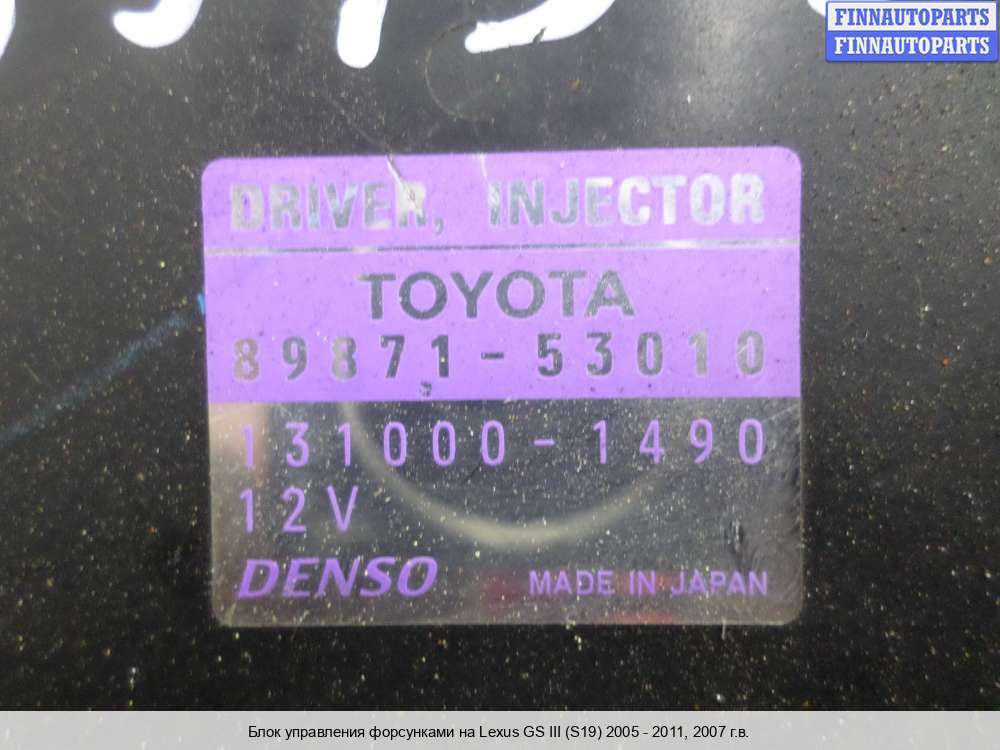 FINNAUTOPARTS
FINNAUTOPARTS
DRIVER, INJECTOR
TOYOTA
89871-53010
131000-1490
12V
DENSO MADE IN JAPAN
Блок управления форсунками на Lexus GS III (S19) 2005 - 2011, 2007 г.в.